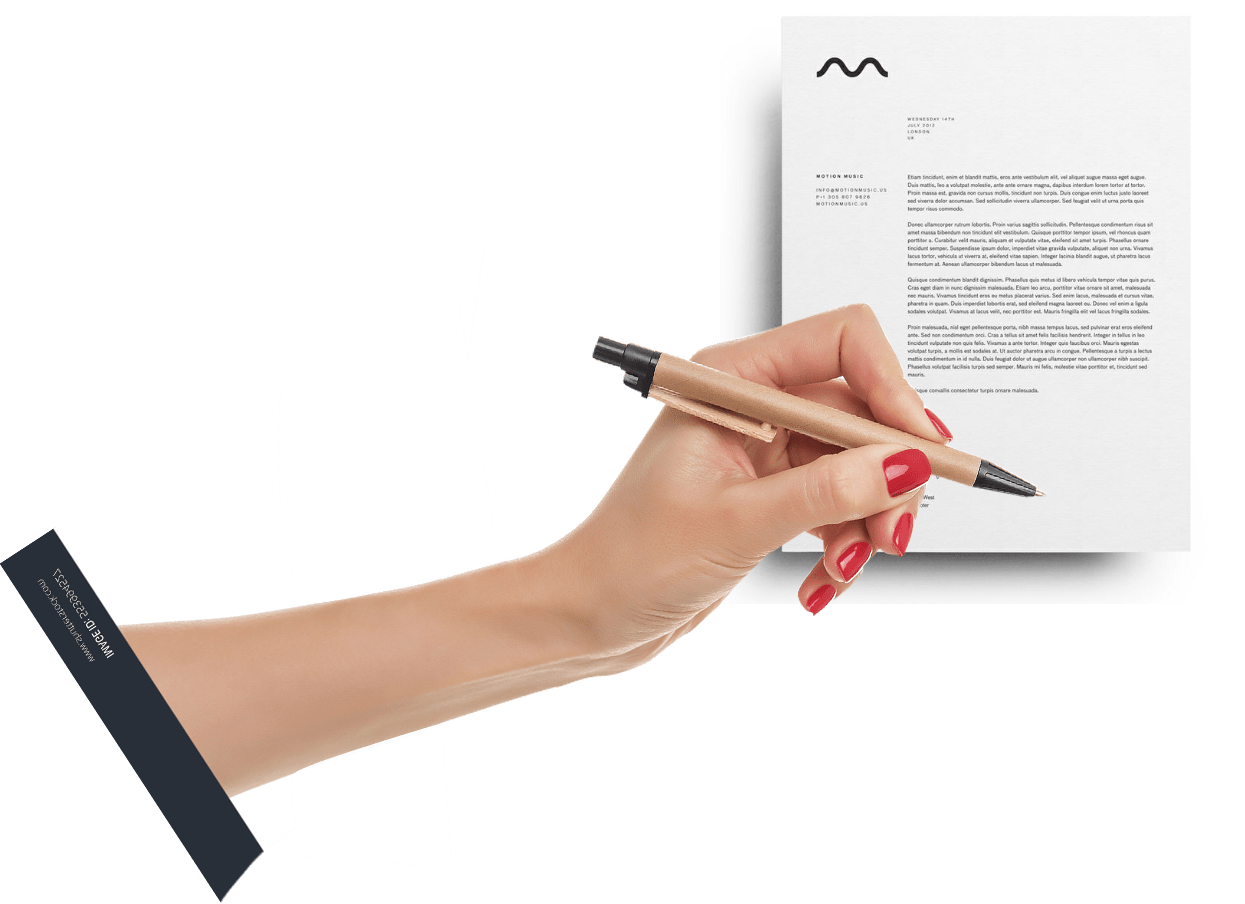 WEDNESDAY 14TH
JULY 2012
LONDON
UK
MOTION MUSIC
INFO@MOTIONMUSIC.US
P+1 305 907 9828
MOTIONMUSIC.US
Etiam tincidunt, enim et blandit mattis, eros ante vestibulum elit, vel aliquet augue massa eget augue.
Duis mattis, leo a volutpat molestie, ante ante ornare magna, dapibus interdum lorem tortor at tortor.
Proin massa est, gravida non cursus mollis, tincidunt tincidunt non turpis. Duis congue enim luctus justo laoreet
sed viverra dolor accumsan. Sed sollicitudin viverra ullamcorper. Sed feugiat velit ut urna porta quis
tempor risus commodo.
Donec ullamcorper rutrum lobortis. Proin varius sagittis sollicitudin. Pellentesque condimentum risus sit
amet massa bibendum non tincidunt elit vestibulum. Quisque porttitor tempor ipsum, vel rhoncus quam
porttitor a. Curabitur velit mauris, aliquam et vulputate vitae, eleifend sit amet turpis. Phasellus ornare
tincidunt semper. Suspendisse ipsum dolor, imperdiet vitae gravida vulputate, aliquet non urna. Vivamus
lacus tortor, vehicula ut viverra at, eleifend vitae sapien. Integer lacinia blandit augue, ut pharetra lacus
fermentum at. Aenean ullamcorper bibendum lacus ut malesuada.
Quisque condimentum blandit dignissim. Phasellus quis metus id libero vehicula tempor vitae quis purus.
Cras eget diam in nunc dignissim malesuada. Etiam leo arcu, porttitor vitae ornare sit amet, malesuada
nec mauris. Vivamus tincidunt eros eu metus placerat varius. Sed enim lacus, malesuada et cursus vitae,
pharetra in quam. Duis imperdiet lobortis erat, sed eleifend magna laoreet eu. Donec vel enim a ligula
sodales volutpat. Vivamus at lacus velit, nec porttitor est. Mauris fringilla elit vel lacus fringilla sodales.
Proin malesuada, nisl eget pellentesque porta, nibh massa tempus lacus, sed pulvinar erat eros eleifend
ante. Sed non condimentum orci. Cras a tellus sit amet felis facilisis hendrerit. Integer in tellus in leo
tincidunt vulputate non quis felis. Vivamus a ante tortor. Integer quis faucibus orci. Mauris egestas
volutpat turpis, a mollis est sodales at. Ut auctor pharetra arcu in congue. Pellentesque a turpis a lectus
mattis condimentum in id nulla. Duis feugiat dolor ut augue ullamcorper non ullamcorper nibh suscipit.
Phasellus volutpat facilisis turpis sed semper. Mauris mi felis, molestie vitae porttitor et, tincidunt sed
mauris.
convallis consectetur turpis ornare malesuada.
West
IMAGE ID: 552994527
www.shutterstock.com